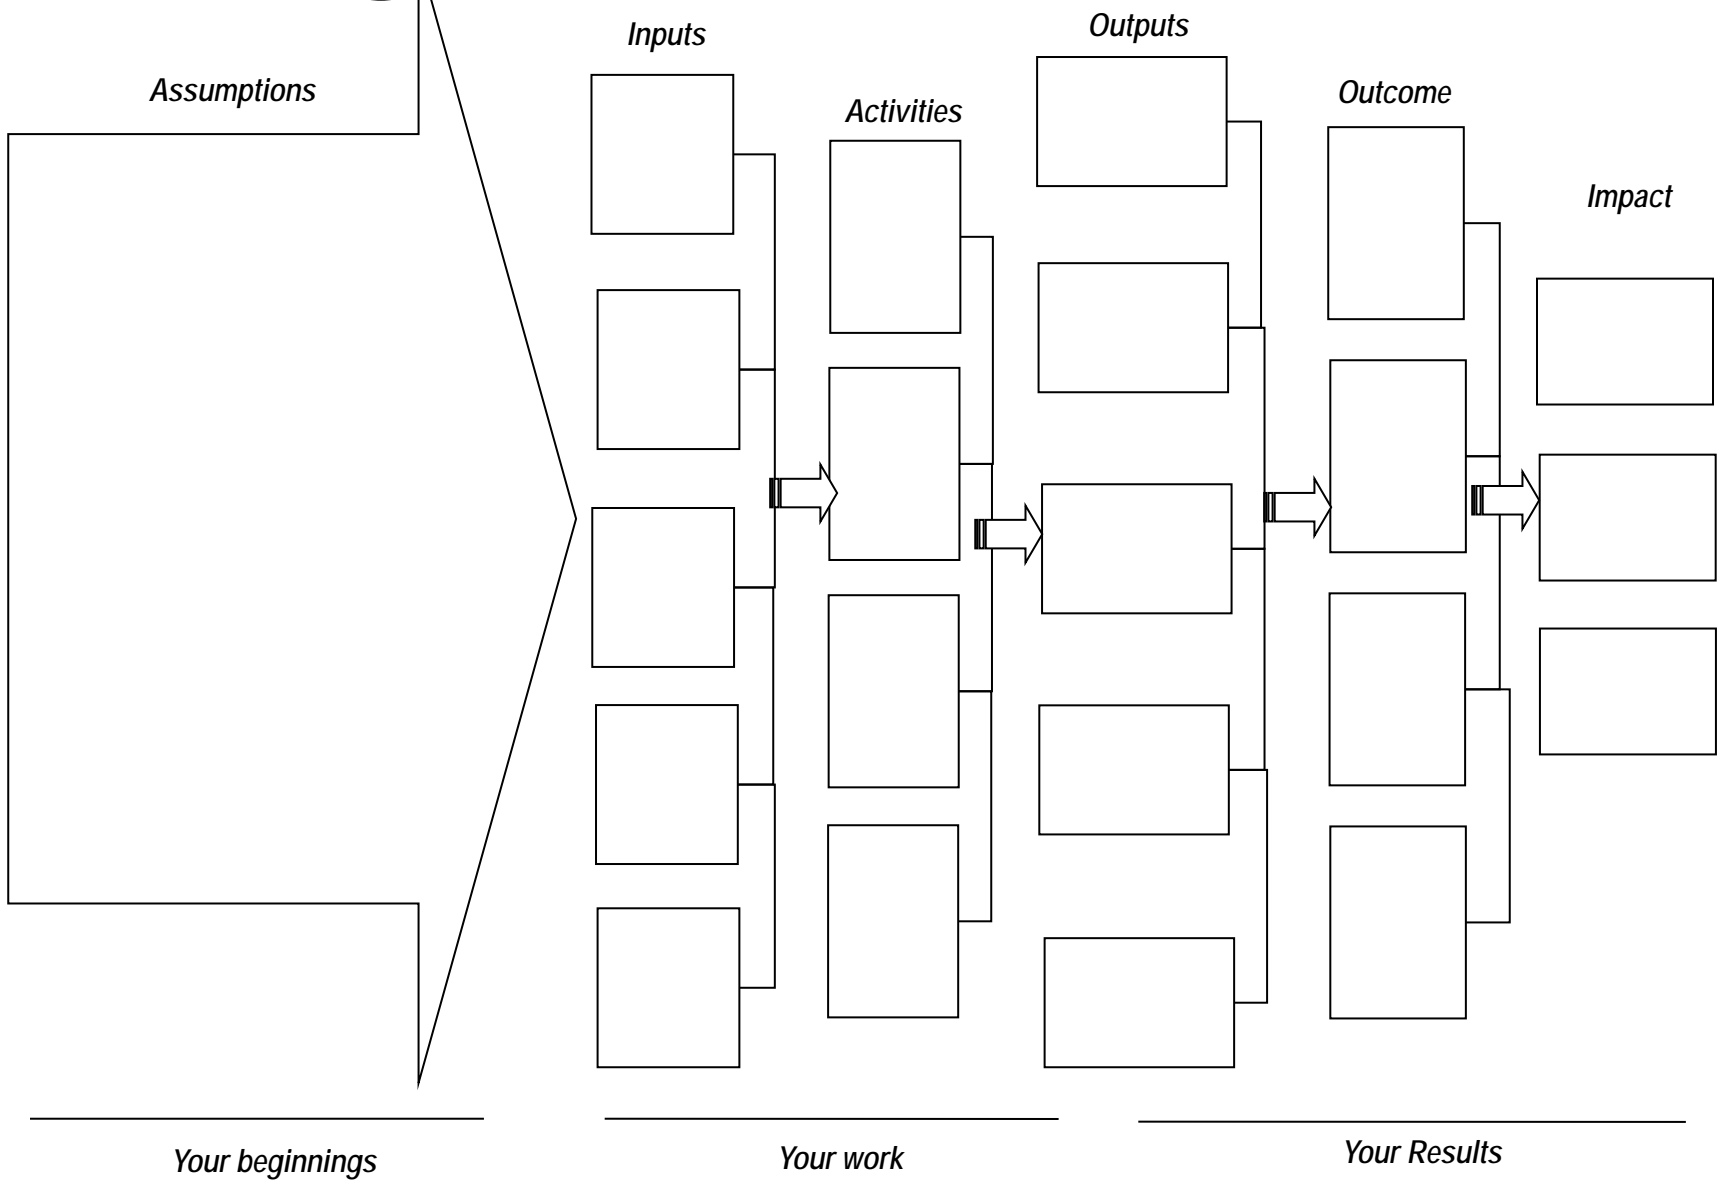 Assumptions
Inputs
Activities
Outputs
Outcome
Impact
Your beginnings
Your work
Your Results